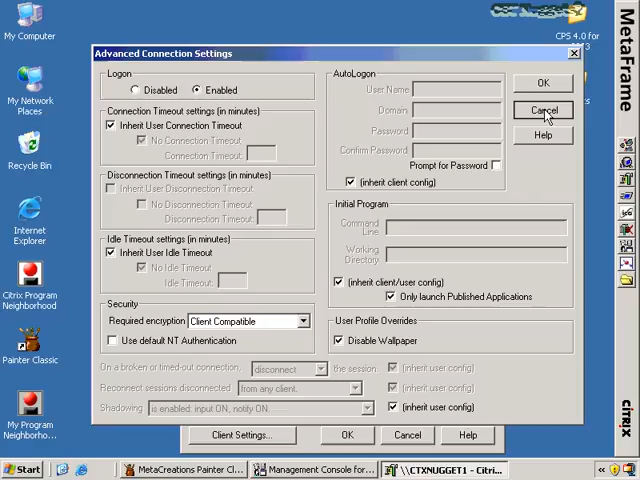 My Computer
My Network
Places
Recycle Bin
Internet
Explorer
Citrix Program
Neighborhood
Painter Classic
My Program
Neighborho...
CPS 4.0 for
MetaFrame
citrix
Advanced Connection Settings
Logon
Disabled
Enabled
Connection Timeout settings (in minutes)
Inherit User Connection Timeout
No Connection Timeout
Connection Timeout:
Disconnection Timeout settings (in minutes)
Inherit User Disconnection Timeout
No Disconnection Timeout
Disconnection Timeout:
Idle Timeout settings (in minutes)
Inherit User Idle Timeout
No Idle Timeout
Idle Timeout:
Security
Required encryption:
Client Compatible
Use default NT Authentication
AutoLogon
User Name
Domain
Password
Confirm Password
Prompt for Password
(inherit client config)
OK
Cancel
Help
Initial Program
Command
Line
Working
Directory
(inherit client/user config)
Only launch Published Applications
User Profile Overrides
Disable Wallpaper
On a broken or timed-out connection,
disconnect
the session.
(inherit user config)
Reconnect sessions disconnected
from any client.
(inherit user config)
Shadowing
is enabled: input ON, notify ON.
(inherit user config)
Client Settings...
OK
Cancel
Help
Start
MetaCreations Painter Cl...
Management Console for...
\\CTXNUGGET1 - Citri...